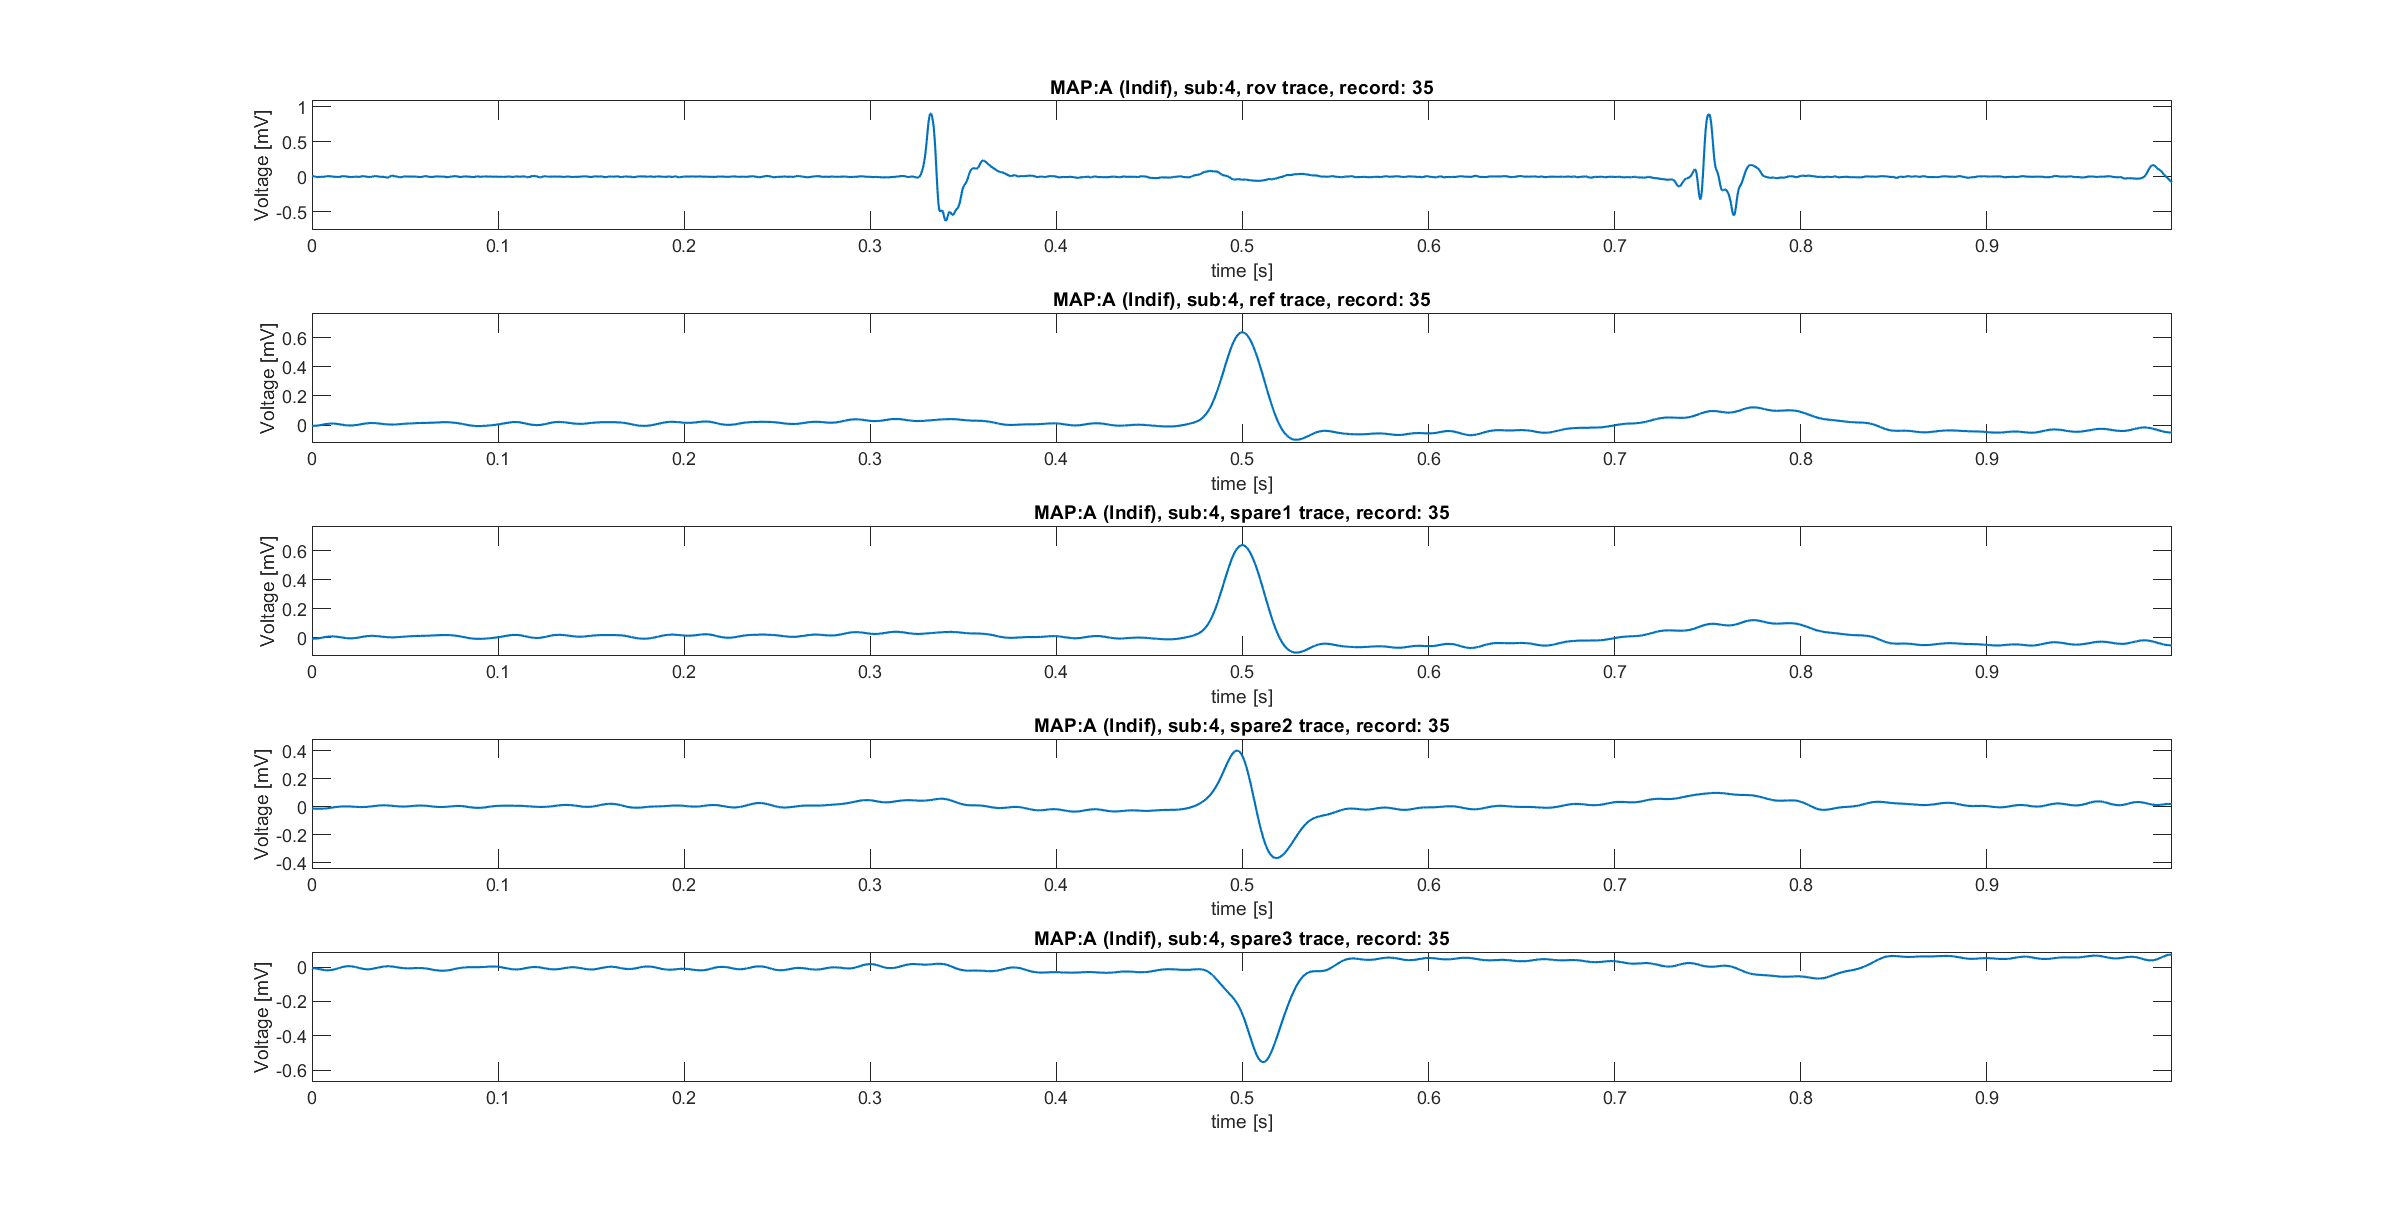 MAP:A (Indif), sub:4, rov trace, record: 35
Voltage [mV]
1
0.5
0
-0.5
0 0.1 0.2 0.3 0.4 0.5 0.6 0.7 0.8 0.9
time [s]
MAP:A (Indif), sub:4, ref trace, record: 35
Voltage [mV]
0.6
0.4
0.2
0
0 0.1 0.2 0.3 0.4 0.5 0.6 0.7 0.8 0.9
time [s]
MAP:A (Indif), sub:4, spare1 trace, record: 35
Voltage [mV]
0.6
0.4
0.2
0
0 0.1 0.2 0.3 0.4 0.5 0.6 0.7 0.8 0.9
time [s]
MAP:A (Indif), sub:4, spare2 trace, record: 35
Voltage [mV]
0.4
0.2
0
-0.2
-0.4
0 0.1 0.2 0.3 0.4 0.5 0.6 0.7 0.8 0.9
time [s]
MAP:A (Indif), sub:4, spare3 trace, record: 35
Voltage [mV]
0
-0.2
-0.4
-0.6
0 0.1 0.2 0.3 0.4 0.5 0.6 0.7 0.8 0.9
time [s]